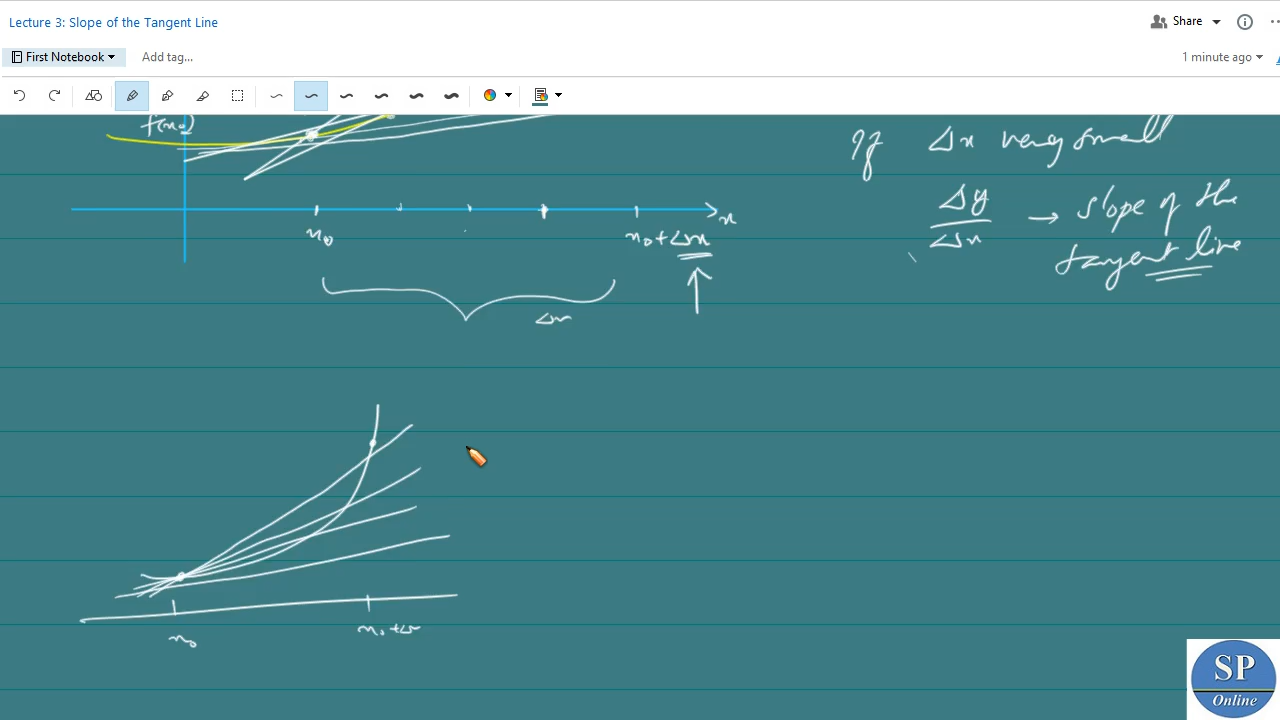 Lecture 3: Slope of the Tangent Line
Share
First Notebook
Add tag...
1 minute ago
f(x₀)
If Δx very small
Δy/Δx → slope of the
tangent line
x
x₀
x₀+Δx
Δx
x₀
x₀+Δx
SP
Online